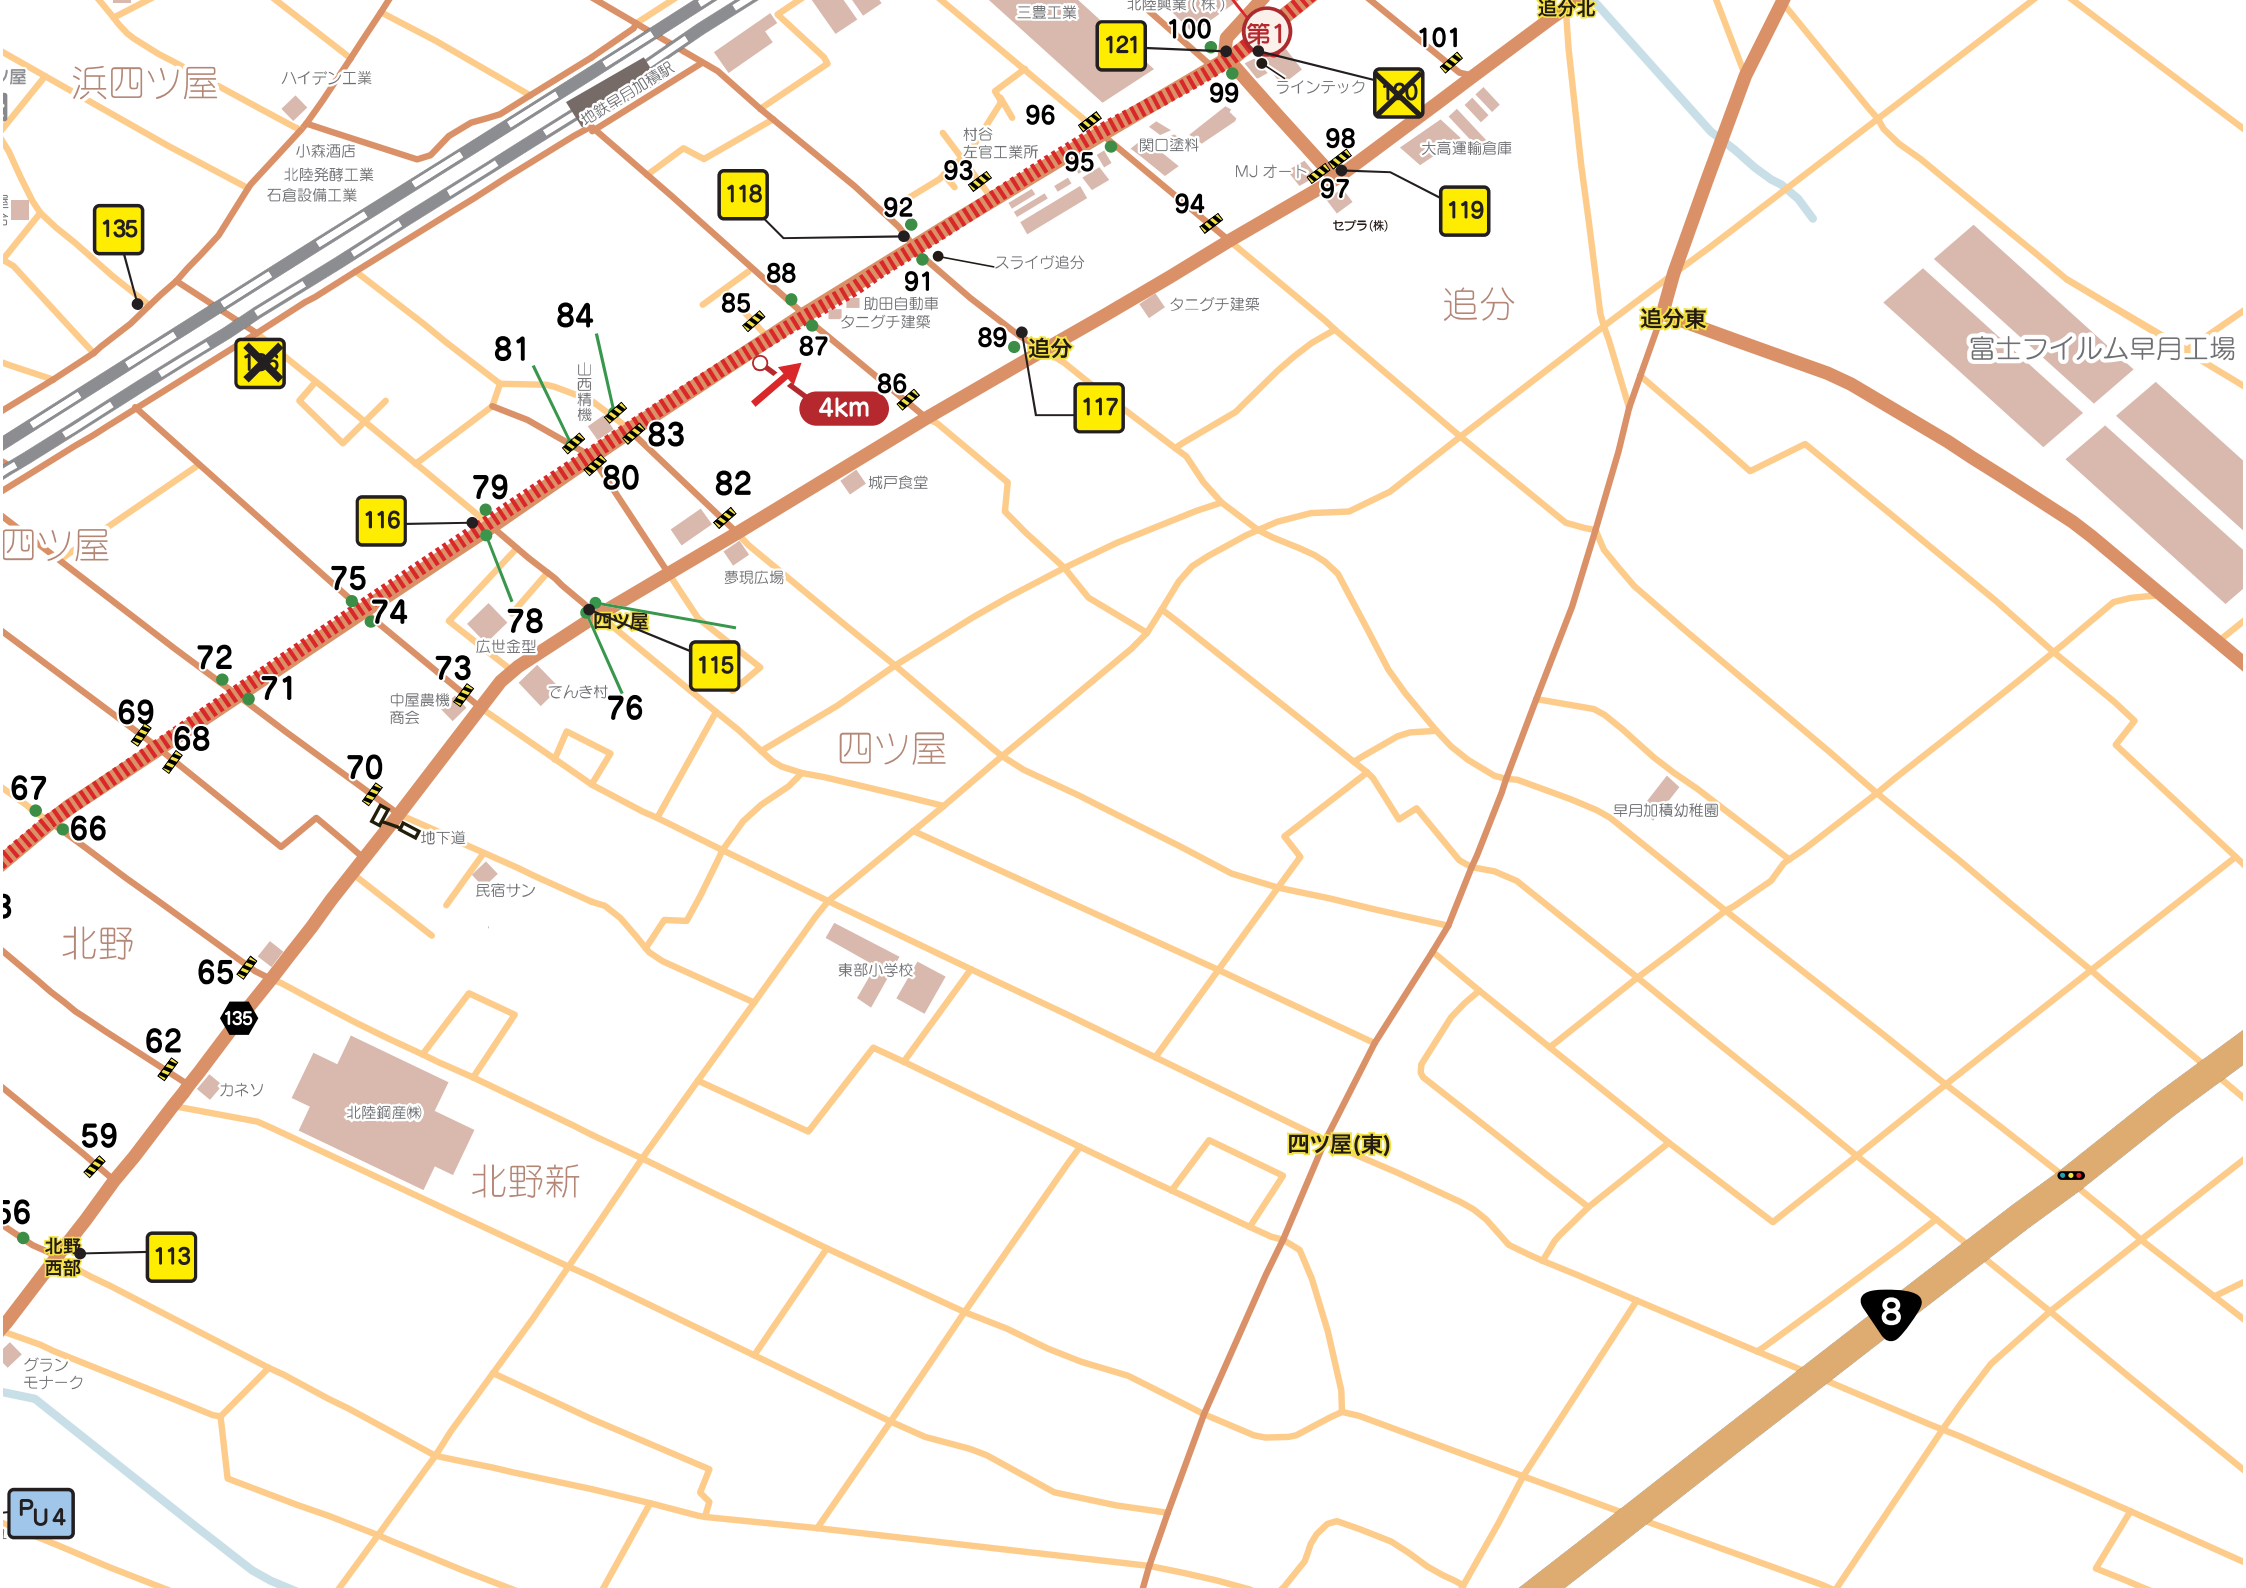 三豊工業
北陸興業(株)
第1
追分北
100
121
101
浜四ツ屋
ハイデン工業
地鉄早月加積駅
99
ラインテック
96
村谷
左官工業所
関口塗料
98
大高運輸倉庫
小森酒店
北陸発酵工業
石倉設備工業
93
95
MJオート
97
118
94
119
135
92
セプラ(株)
スライヴ追分
91
88
85
助田自動車
タニグチ建築
タニグチ建築
追分
追分東
84
81
87
89
追分
富士フイルム早月工場
山西精機
86
4km
117
83
80
82
79
城戸食堂
116
四ツ屋
夢現広場
75
74
78
四ツ屋
広世金型
115
72
71
73
でんき村
76
中屋農機
商会
69
68
四ツ屋
70
67
66
地下道
早月加積幼稚園
民宿サン
北野
65
東部小学校
135
62
カネソ
北陸鋼産㈱
59
四ツ屋(東)
北野新
56
北野
西部
113
8
グラン
モナーク
PU4